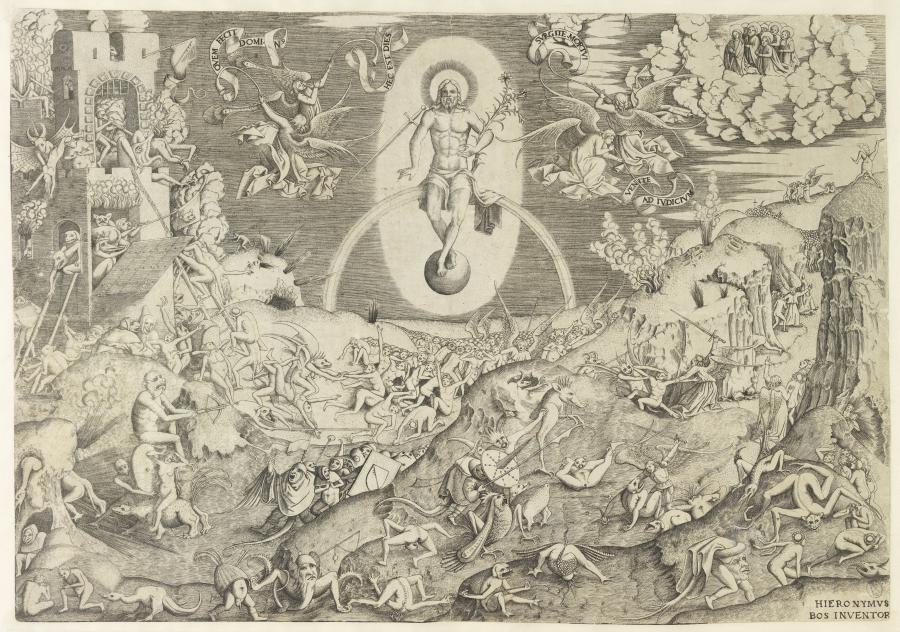 QVEM FECIT
DOMINVS
HEC EST DIES
SVRGITE MORTVI
VENITE
AD IVDICIVM
HIERONYMVS
BOS INVENTOR